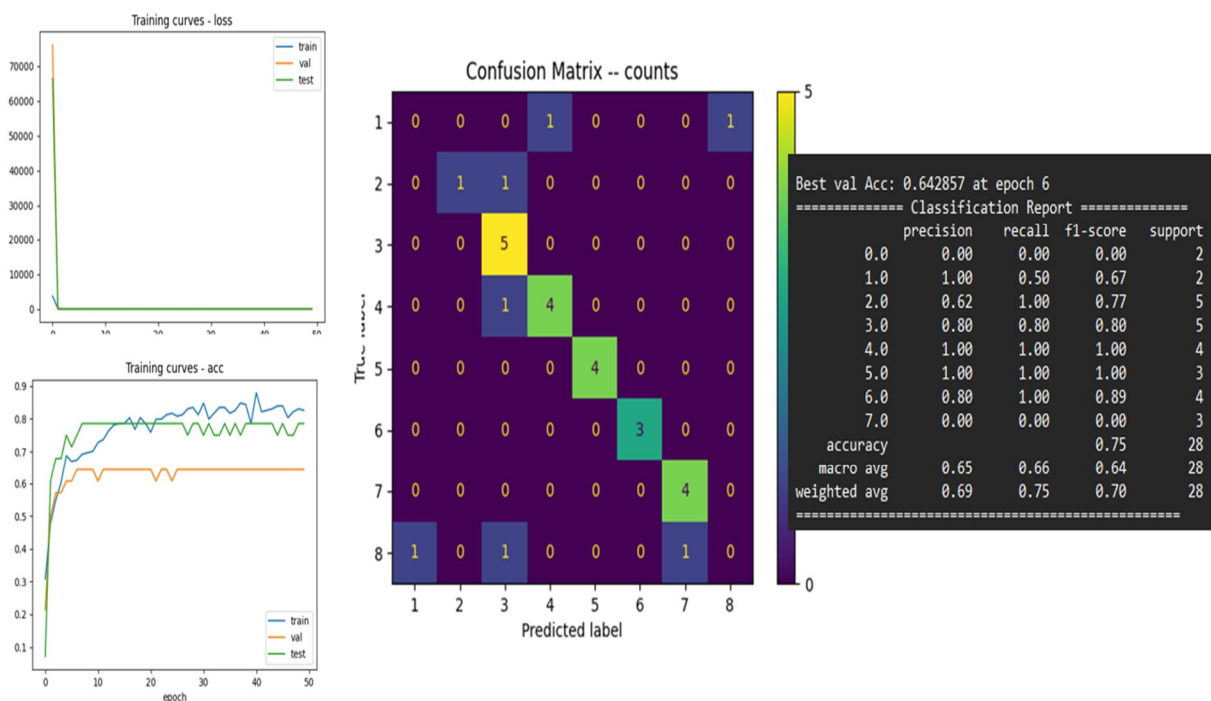 Training curves - loss
train
val
test
70000
60000
50000
40000
30000
20000
10000
0
0 10 20 30 40 50
Training curves - acc
0.9
0.8
0.7
0.6
0.5
0.4
0.3
0.2
0.1
train
val
test
0 10 20 30 40 50
epoch
Confusion Matrix -- counts
1 0 0 0 1 0 0 0 1
2 0 1 1 0 0 0 0 0
3 0 0 5 0 0 0 0 0
4 0 0 1 4 0 0 0 0
5 0 0 0 0 4 0 0 0
6 0 0 0 0 0 3 0 0
7 0 0 0 0 0 0 4 0
8 1 0 1 0 0 0 1 0
1 2 3 4 5 6 7 8
Predicted label
True label
5
0
Best val Acc: 0.642857 at epoch 6
============== Classification Report ==============
precision recall f1-score support
0.0 0.00 0.00 0.00 2
1.0 1.00 0.50 0.67 2
2.0 0.62 1.00 0.77 5
3.0 0.80 0.80 0.80 5
4.0 1.00 1.00 1.00 4
5.0 1.00 1.00 1.00 3
6.0 0.80 1.00 0.89 4
7.0 0.00 0.00 0.00 3
accuracy 0.75 28
macro avg 0.65 0.66 0.64 28
weighted avg 0.69 0.75 0.70 28
==================================================